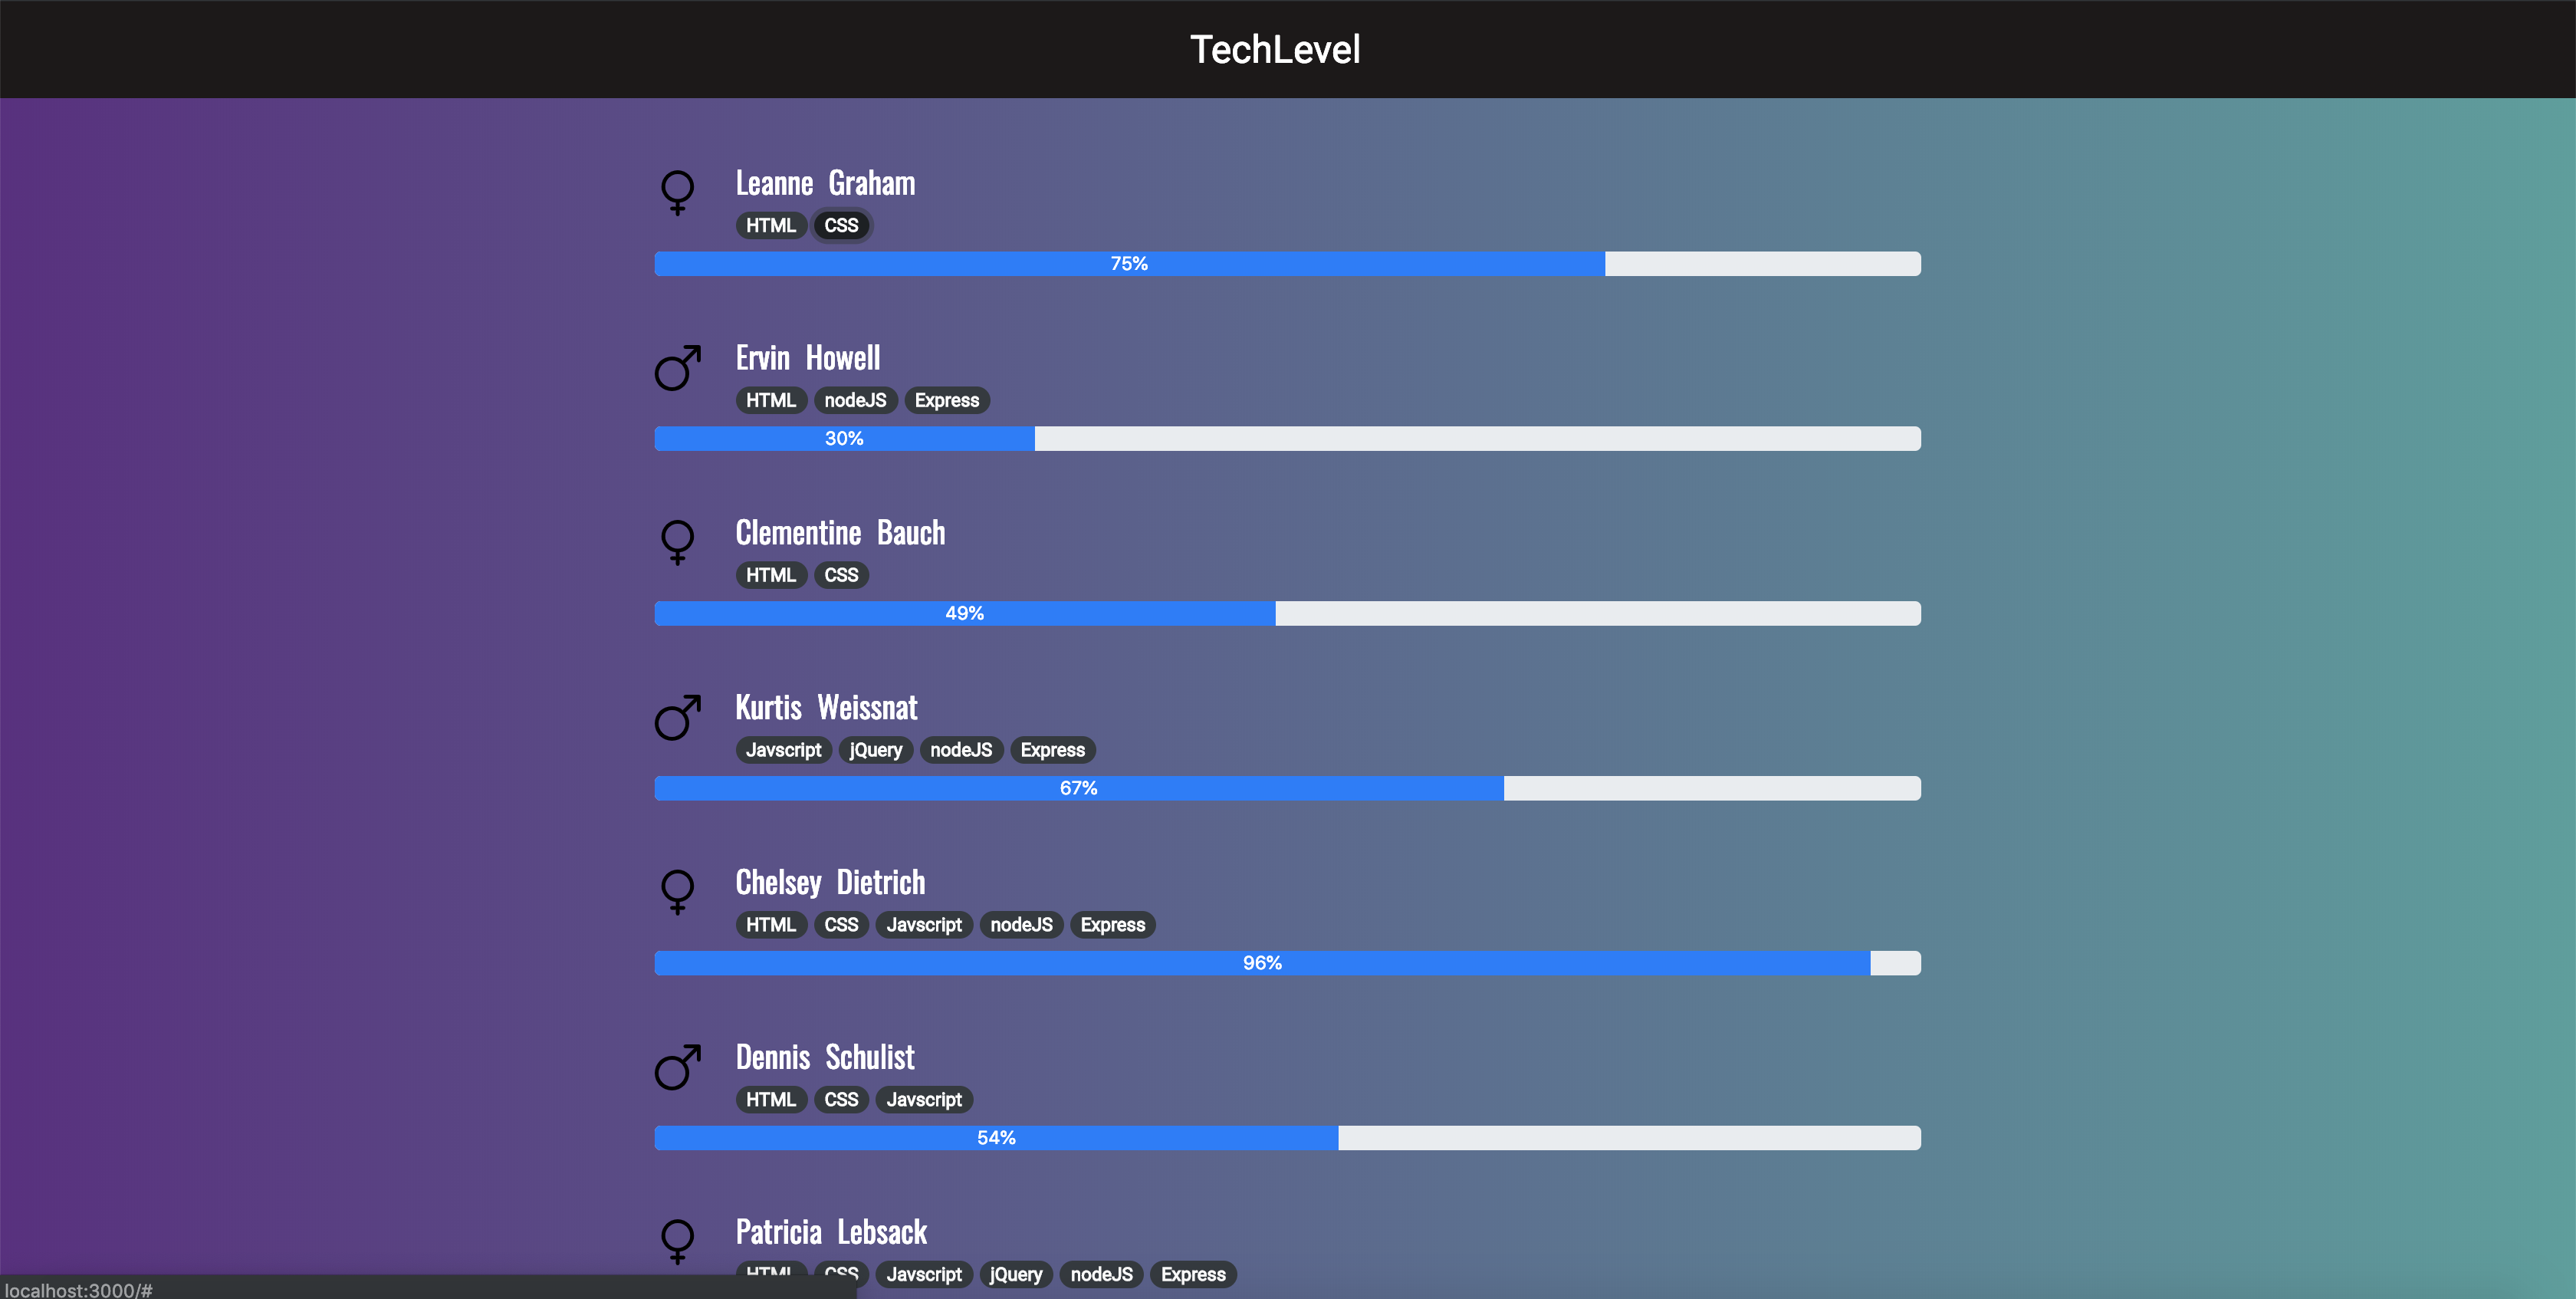 TechLevel
Leanne Graham
HTML CSS
75%
Ervin Howell
HTML nodeJS Express
30%
Clementine Bauch
HTML CSS
49%
Kurtis Weissnat
Javscript jQuery nodeJS Express
67%
Chelsey Dietrich
HTML CSS Javscript nodeJS Express
96%
Dennis Schulist
HTML CSS Javscript
54%
Patricia Lebsack
HTML CSS Javscript jQuery nodeJS Express
localhost:3000/#